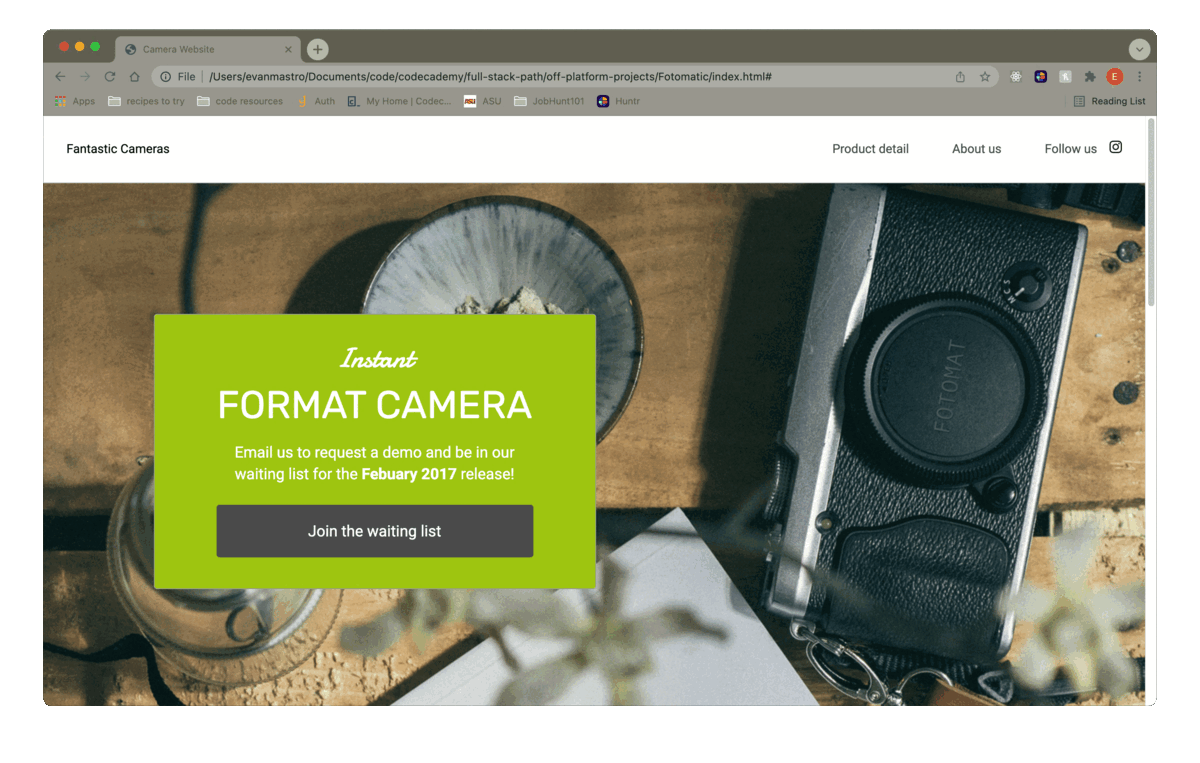 Camera Website
File
/Users/evanmastro/Documents/code/codecademy/full-stack-path/off-platform-projects/Fotomatic/index.html#
E
Apps
recipes to try
code resources
Auth
My Home | Codec...
ASU
ASU
JobHunt101
Huntr
Reading List
Fantastic Cameras
Product detail
About us
Follow us
Instant
FORMAT CAMERA
Email us to request a demo and be in our
waiting list for the Febuary 2017 release!
Join the waiting list
FOTOMAT